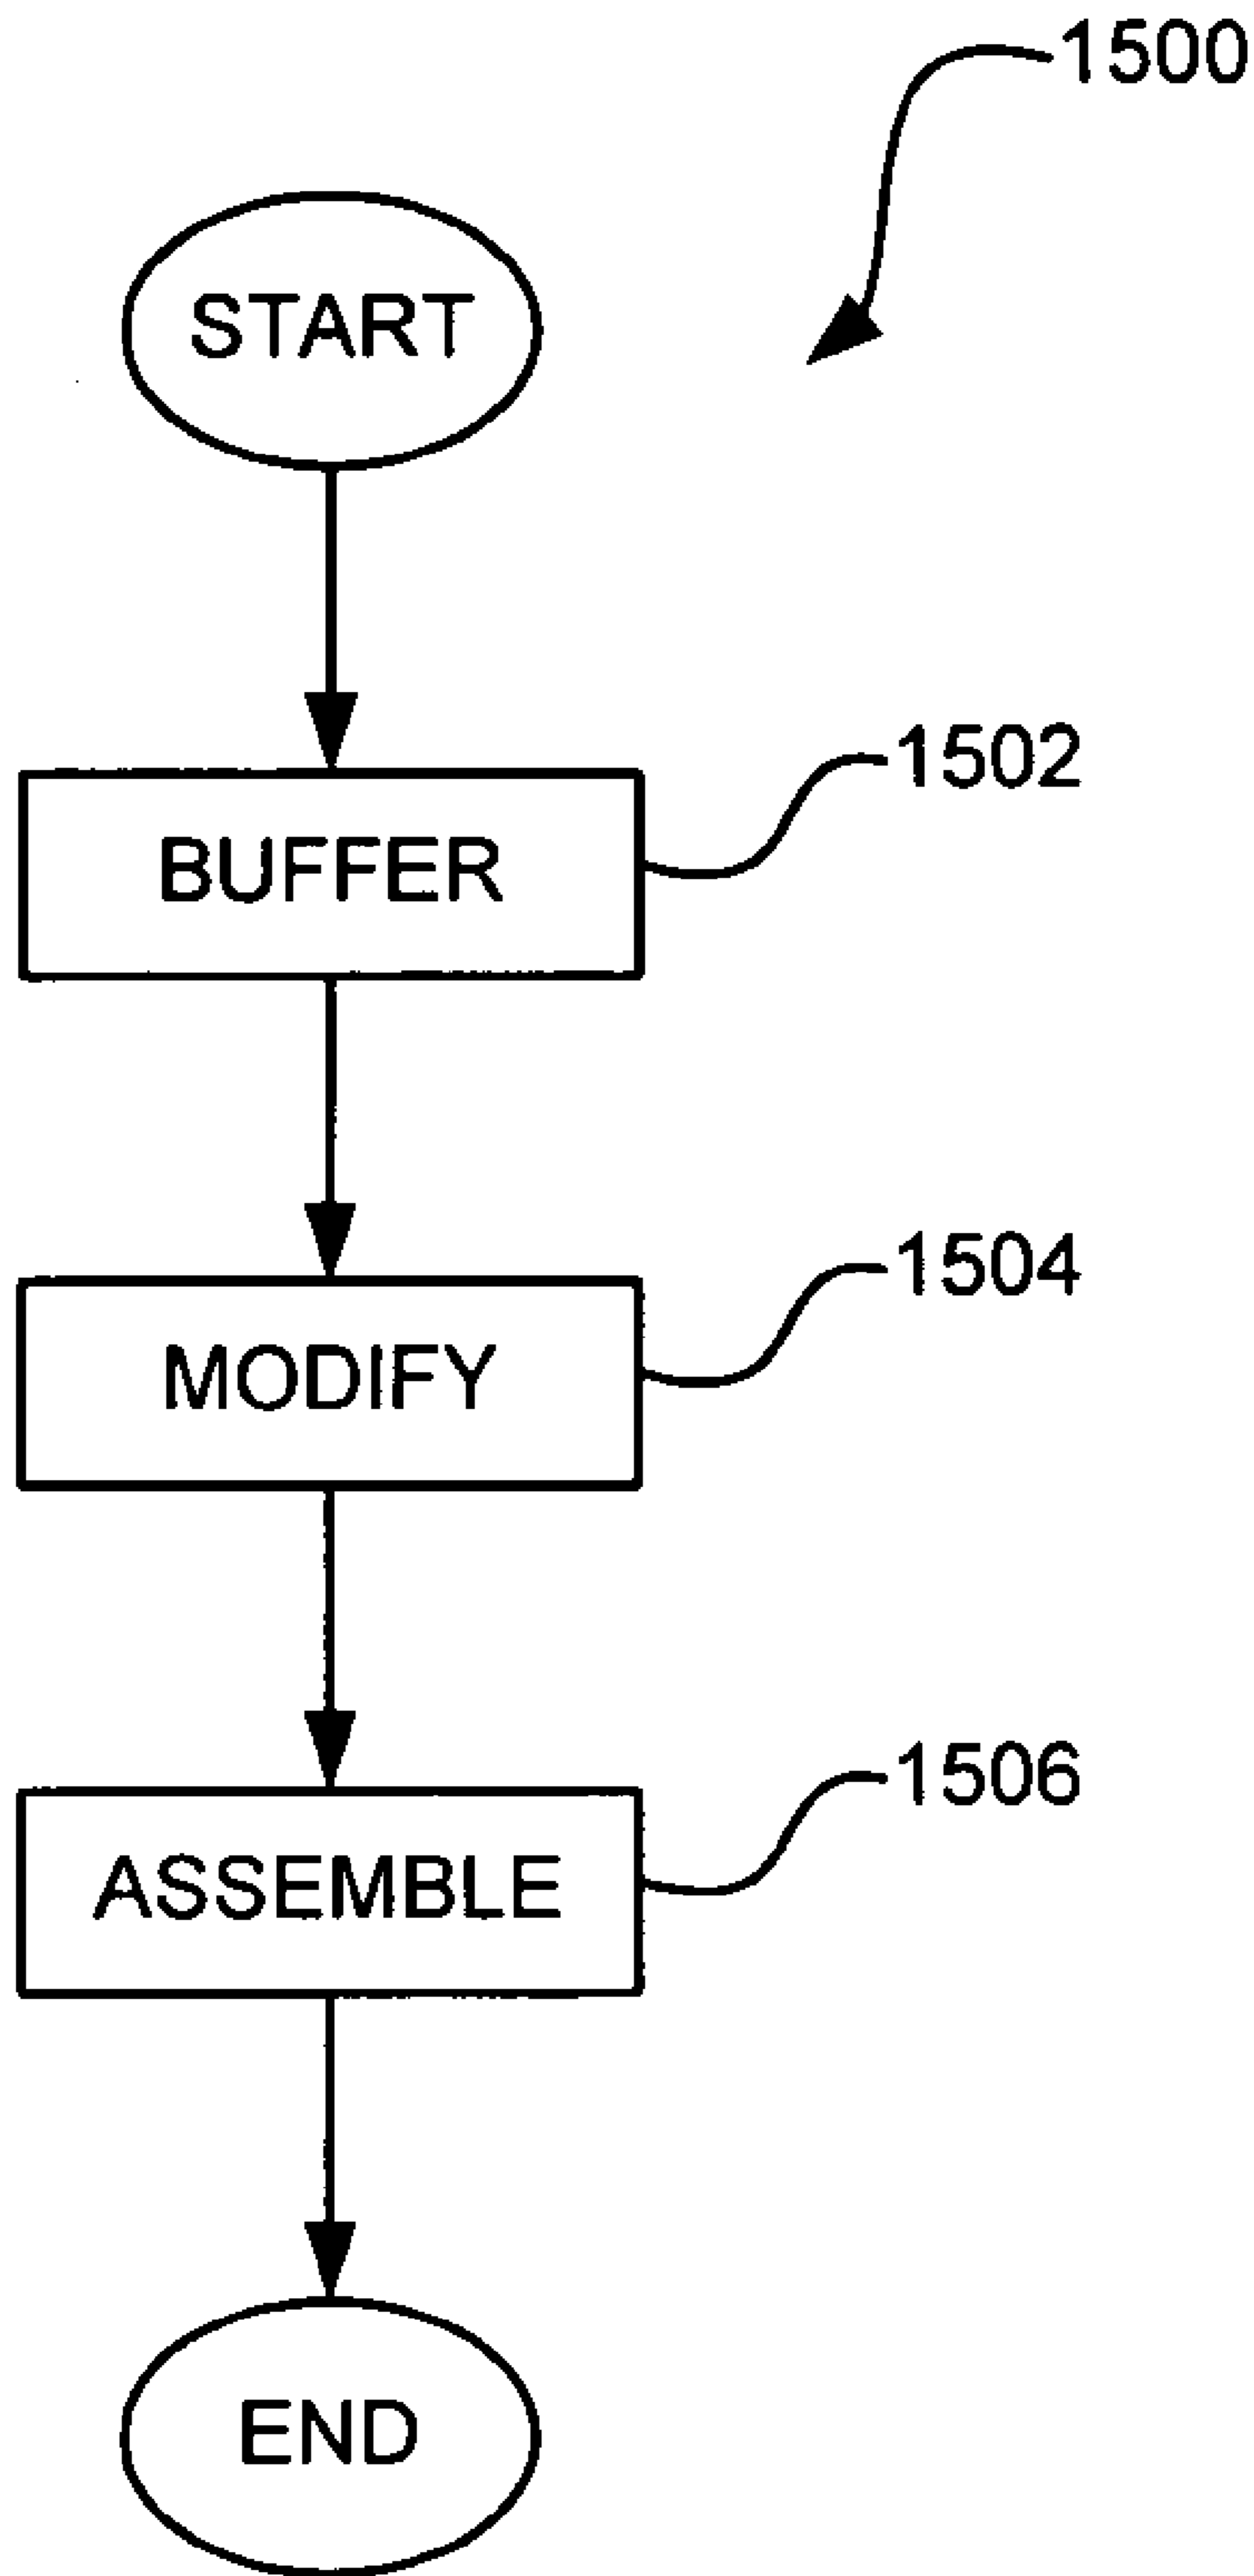 1500
START
1502
BUFFER
1504
MODIFY
1506
ASSEMBLE
END